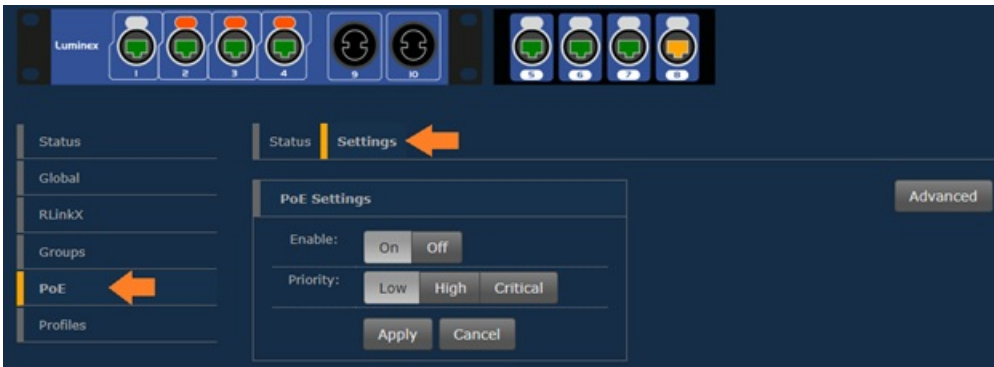 Luminex
1 2 3 4 9 10 5 6 7 8
Status
Global
RLinkX
Groups
PoE
Profiles
Status Settings
Advanced
PoE Settings
Enable: On Off
Priority: Low High Critical
Apply Cancel